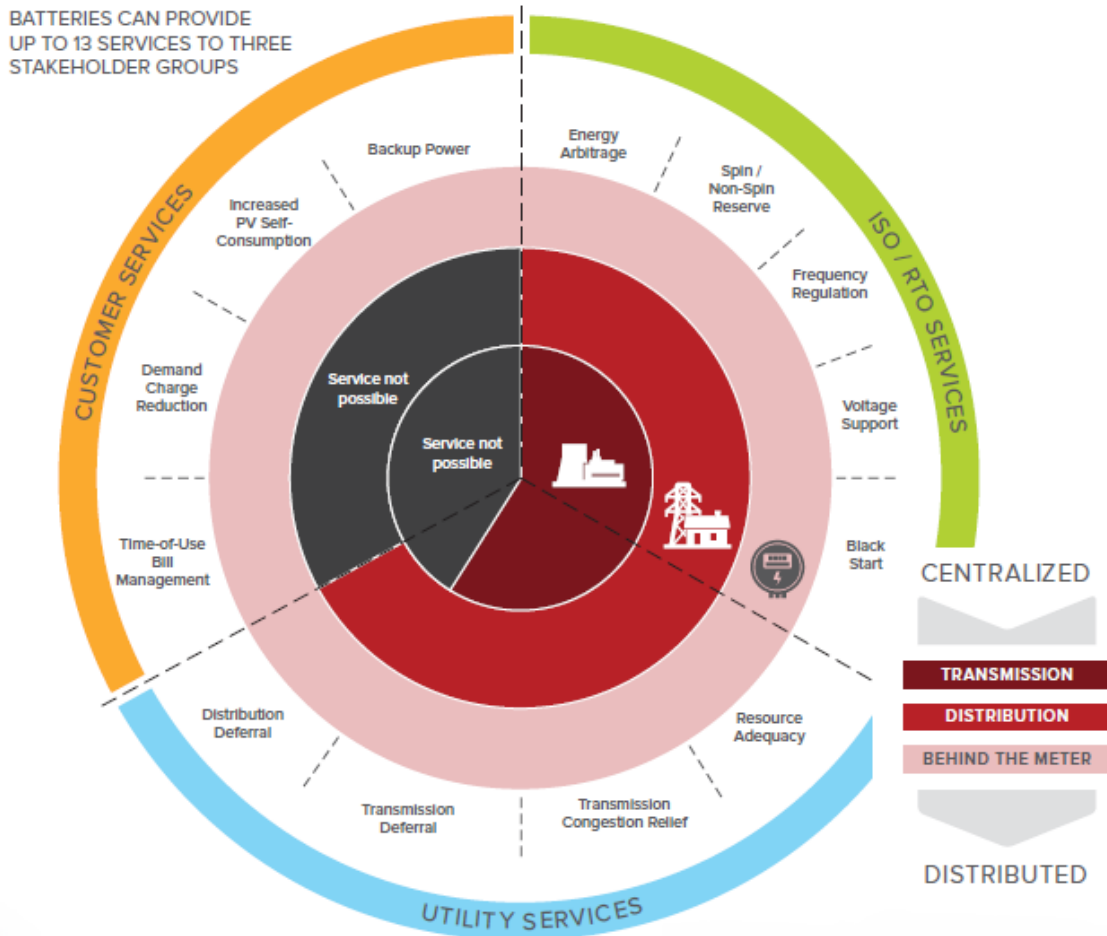 BATTERIES CAN PROVIDE
UP TO 13 SERVICES TO THREE
STAKEHOLDER GROUPS
CUSTOMER SERVICES
ISO / RTO SERVICES
UTILITY SERVICES
Backup Power
Increased
PV Self-
Consumption
Demand
Charge
Reduction
Time-of-Use
Bill
Management
Energy
Arbitrage
Spin /
Non-Spin
Reserve
Frequency
Regulation
Voltage
Support
Black
Start
Resource
Adequacy
Transmission
Congestion Relief
Transmission
Deferral
Distribution
Deferral
Service not
possible
Service not
possible
CENTRALIZED
TRANSMISSION
DISTRIBUTION
BEHIND THE METER
DISTRIBUTED